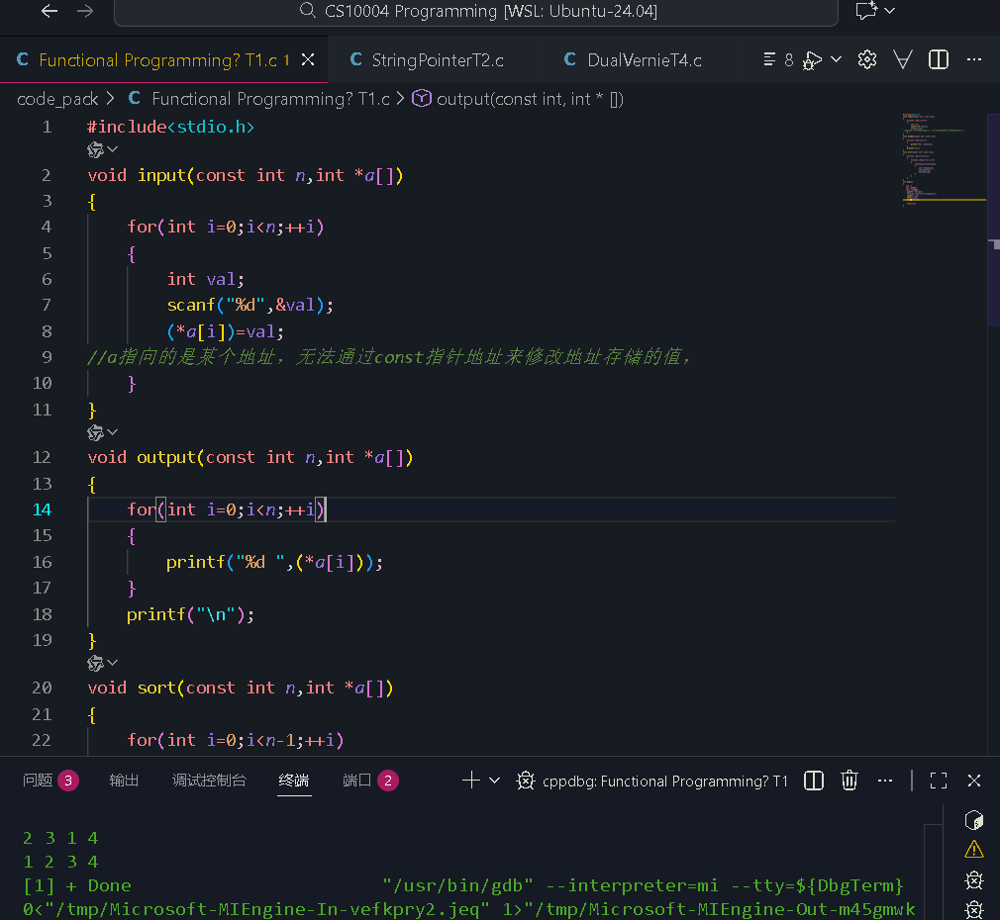 CS10004 Programming [WSL: Ubuntu-24.04]
C Functional Programming? T1.c 1 C StringPointerT2.c C DualVernieT4.c 8
code_pack > C Functional Programming? T1.c > output(const int, int * [])
1 #include<stdio.h>
2 void input(const int n,int *a[])
3 {
4 for(int i=0;i<n;++i)
5 {
6 int val;
7 scanf("%d",&val);
8 (*a[i])=val;
9 //a指向的是某个地址，无法通过const指针地址来修改地址存储的值，
10 }
11 }
12 void output(const int n,int *a[])
13 {
14 for(int i=0;i<n;++i)
15 {
16 printf("%d ",(*a[i]));
17 }
18 printf("\n");
19 }
20 void sort(const int n,int *a[])
21 {
22 for(int i=0;i<n-1;++i)
问题 3 输出 调试控制台 终端 端口 2 cppdbg: Functional Programming? T1
2 3 1 4
1 2 3 4
[1] + Done "/usr/bin/gdb" --interpreter=mi --tty=${DbgTerm}
0<"/tmp/Microsoft-MIEngine-In-vefkpry2.jeq" 1>"/tmp/Microsoft-MIEngine-Out-m45gmwk